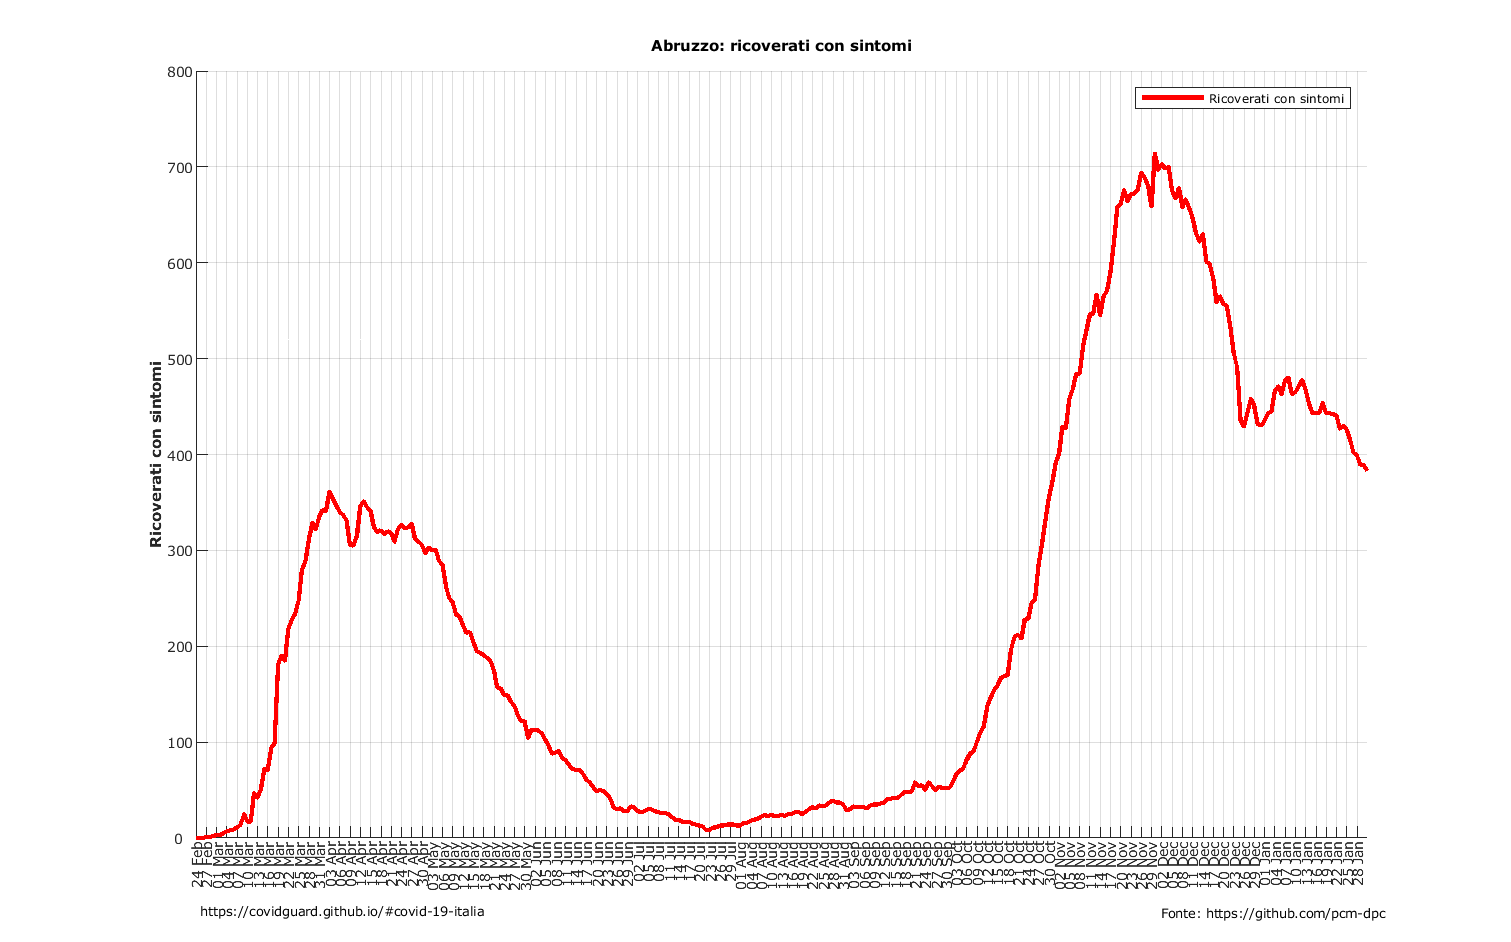 Abruzzo: ricoverati con sintomi
Ricoverati con sintomi
Ricoverati con sintomi
800
700
600
500
400
300
200
100
0
24 Feb
27 Feb
01 Mar
04 Mar
07 Mar
10 Mar
13 Mar
16 Mar
19 Mar
22 Mar
25 Mar
28 Mar
31 Mar
03 Apr
06 Apr
09 Apr
12 Apr
15 Apr
18 Apr
21 Apr
24 Apr
27 Apr
30 Apr
03 May
06 May
09 May
12 May
15 May
18 May
21 May
24 May
27 May
30 May
02 Jun
05 Jun
08 Jun
11 Jun
14 Jun
17 Jun
20 Jun
23 Jun
26 Jun
29 Jun
02 Jul
05 Jul
08 Jul
11 Jul
14 Jul
17 Jul
20 Jul
23 Jul
26 Jul
29 Jul
01 Aug
04 Aug
07 Aug
10 Aug
13 Aug
16 Aug
19 Aug
22 Aug
25 Aug
28 Aug
31 Aug
03 Sep
06 Sep
09 Sep
12 Sep
15 Sep
18 Sep
21 Sep
24 Sep
27 Sep
30 Sep
03 Oct
06 Oct
09 Oct
12 Oct
15 Oct
18 Oct
21 Oct
24 Oct
27 Oct
30 Oct
02 Nov
05 Nov
08 Nov
11 Nov
14 Nov
17 Nov
20 Nov
23 Nov
26 Nov
29 Nov
02 Dec
05 Dec
08 Dec
11 Dec
14 Dec
17 Dec
20 Dec
23 Dec
26 Dec
29 Dec
01 Jan
04 Jan
07 Jan
10 Jan
13 Jan
16 Jan
19 Jan
22 Jan
25 Jan
28 Jan
https://covidguard.github.io/#covid-19-italia
Fonte: https://github.com/pcm-dpc